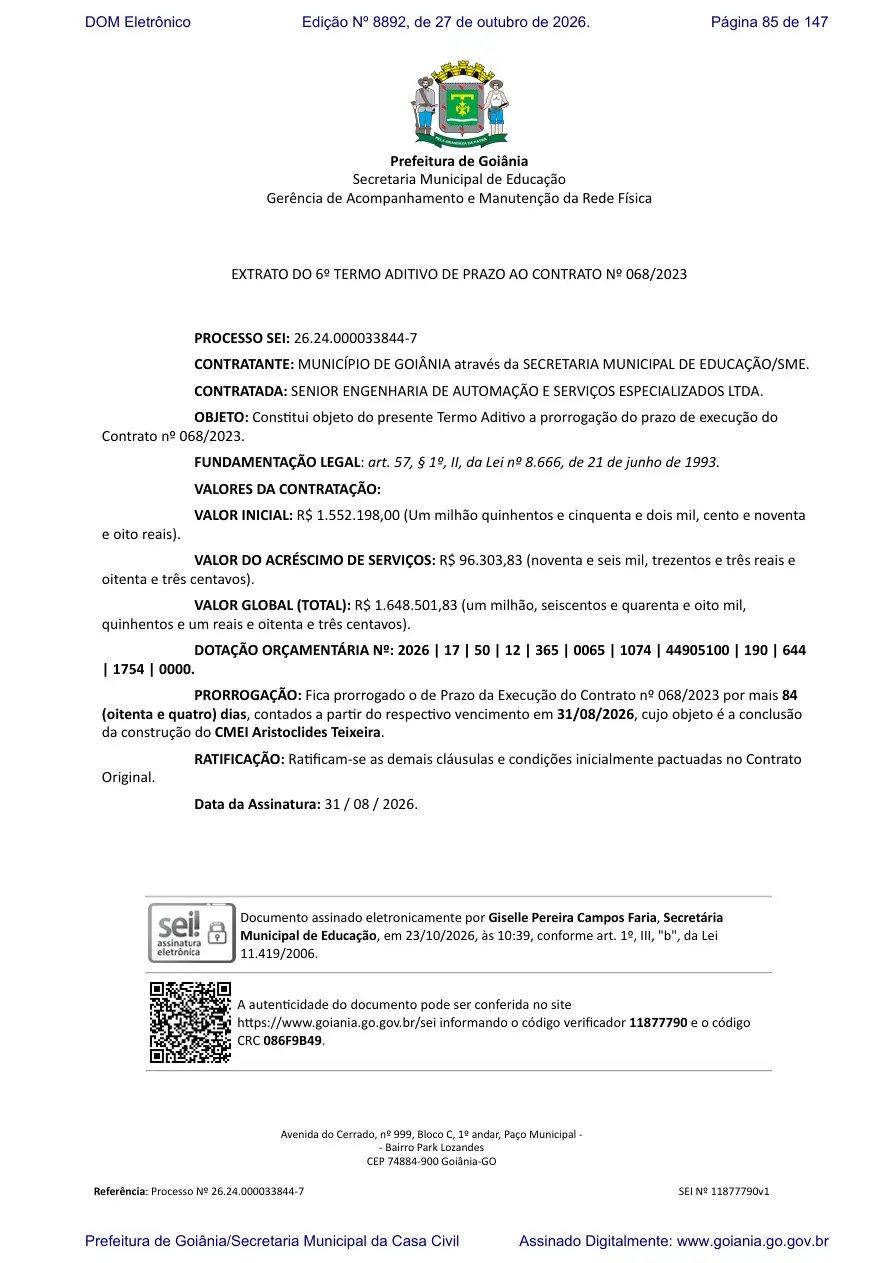 DOM Eletrônico Edição Nº 8892, de 27 de outubro de 2026. Página 85 de 147
PELA GRANDEZA DA PÁTRIA
Prefeitura de Goiânia
Secretaria Municipal de Educação
Gerência de Acompanhamento e Manutenção da Rede Física
EXTRATO DO 6º TERMO ADITIVO DE PRAZO AO CONTRATO Nº 068/2023
PROCESSO SEI: 26.24.000033844-7
CONTRATANTE: MUNICÍPIO DE GOIÂNIA através da SECRETARIA MUNICIPAL DE EDUCAÇÃO/SME.
CONTRATADA: SENIOR ENGENHARIA DE AUTOMAÇÃO E SERVIÇOS ESPECIALIZADOS LTDA.
OBJETO: Constitui objeto do presente Termo Aditivo a prorrogação do prazo de execução do
Contrato nº 068/2023.
FUNDAMENTAÇÃO LEGAL: art. 57, § 1º, II, da Lei nº 8.666, de 21 de junho de 1993.
VALORES DA CONTRATAÇÃO:
VALOR INICIAL: R$ 1.552.198,00 (Um milhão quinhentos e cinquenta e dois mil, cento e noventa
e oito reais).
VALOR DO ACRÉSCIMO DE SERVIÇOS: R$ 96.303,83 (noventa e seis mil, trezentos e três reais e
oitenta e três centavos).
VALOR GLOBAL (TOTAL): R$ 1.648.501,83 (um milhão, seiscentos e quarenta e oito mil,
quinhentos e um reais e oitenta e três centavos).
DOTAÇÃO ORÇAMENTÁRIA Nº: 2026 | 17 | 50 | 12 | 365 | 0065 | 1074 | 44905100 | 190 | 644
| 1754 | 0000.
PRORROGAÇÃO: Fica prorrogado o de Prazo da Execução do Contrato nº 068/2023 por mais 84
(oitenta e quatro) dias, contados a partir do respectivo vencimento em 31/08/2026, cujo objeto é a conclusão
da construção do CMEI Aristoclides Teixeira.
RATIFICAÇÃO: Ratificam-se as demais cláusulas e condições inicialmente pactuadas no Contrato
Original.
Data da Assinatura: 31 / 08 / 2026.
sei!
assinatura
eletrônica
Documento assinado eletronicamente por Giselle Pereira Campos Faria, Secretária
Municipal de Educação, em 23/10/2026, às 10:39, conforme art. 1º, III, "b", da Lei
11.419/2006.
A autenticidade do documento pode ser conferida no site
https://www.goiania.go.gov.br/sei informando o código verificador 11877790 e o código
CRC 086F9B49.
Avenida do Cerrado, nº 999, Bloco C, 1º andar, Paço Municipal -
- Bairro Park Lozandes
CEP 74884-900 Goiânia-GO
Referência: Processo Nº 26.24.000033844-7 SEI Nº 11877790v1
Prefeitura de Goiânia/Secretaria Municipal da Casa Civil Assinado Digitalmente: www.goiania.go.gov.br